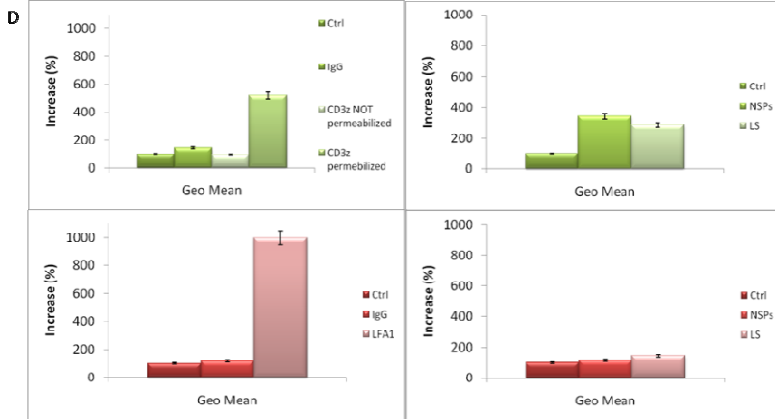 D
1000
800
600
400
200
0
Increase (%)
Geo Mean
Ctrl
IgG
CD3z NOT
permeabilized
CD3z
permebilized
1000
800
600
400
200
0
Increase (%)
Geo Mean
Ctrl
NSPs
LS
1000
800
600
400
200
0
Increase (%)
Geo Mean
Ctrl
IgG
LFA1
1000
800
600
400
200
0
Increase (%)
Geo Mean
Ctrl
NSPs
LS